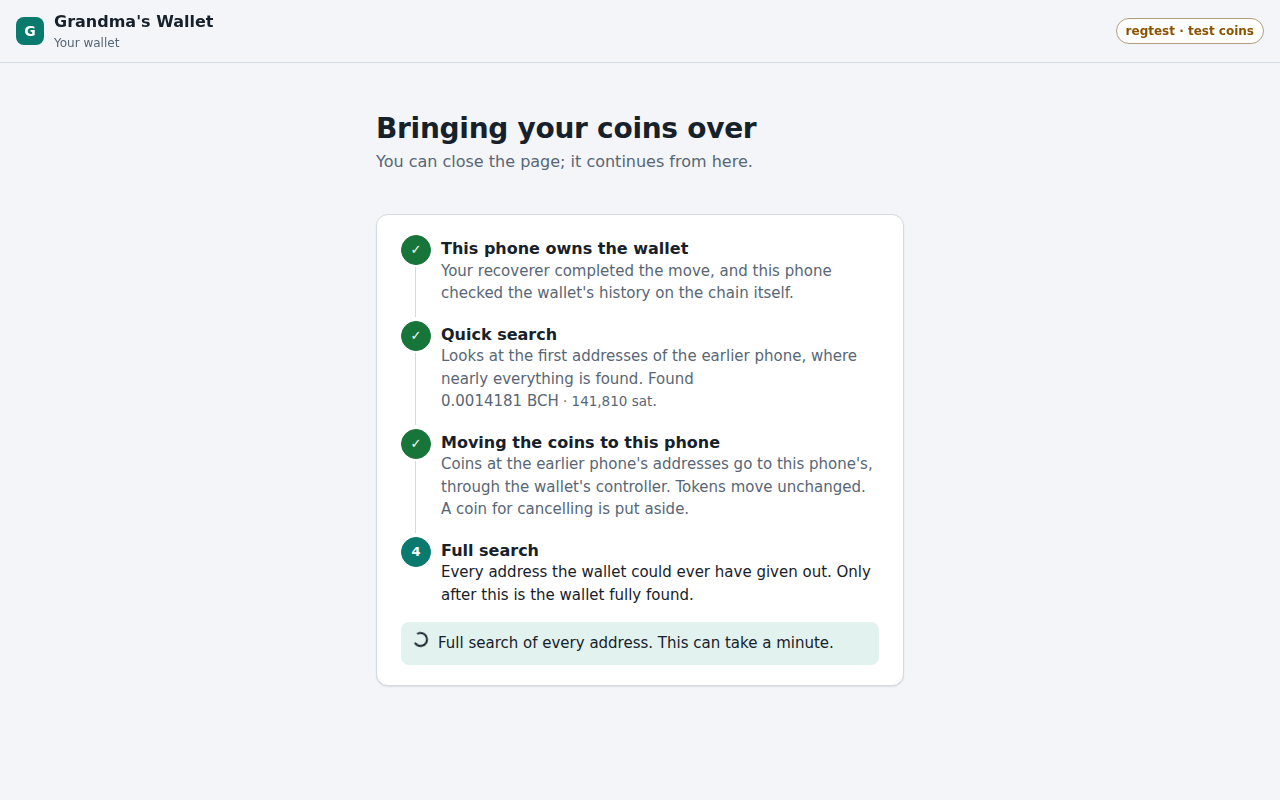 G
Grandma's Wallet
Your wallet
regtest · test coins
Bringing your coins over
You can close the page; it continues from here.
✓
This phone owns the wallet
Your recoverer completed the move, and this phone
checked the wallet's history on the chain itself.
✓
Quick search
Looks at the first addresses of the earlier phone, where
nearly everything is found. Found
0.0014181 BCH · 141,810 sat.
✓
Moving the coins to this phone
Coins at the earlier phone's addresses go to this phone's,
through the wallet's controller. Tokens move unchanged.
A coin for cancelling is put aside.
4
Full search
Every address the wallet could ever have given out. Only
after this is the wallet fully found.
Full search of every address. This can take a minute.